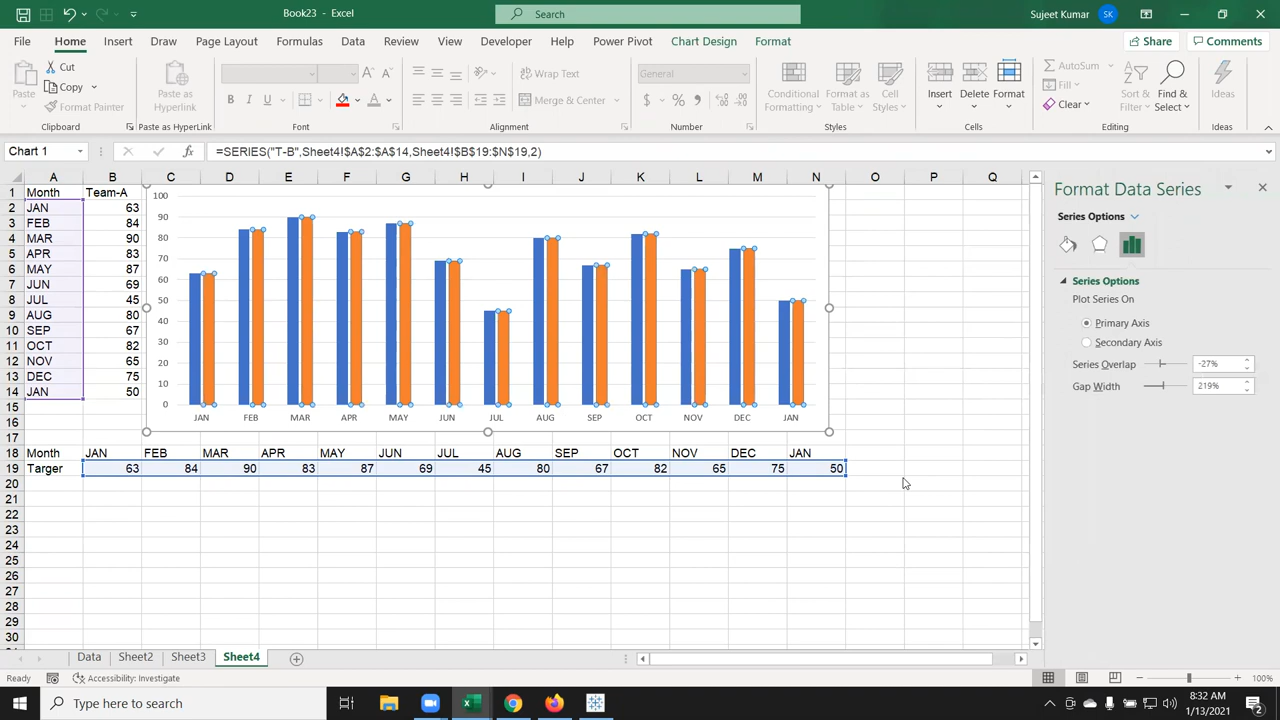 Book23 - Excel
Search
Sujeet Kumar
SK
File Home Insert Draw Page Layout Formulas Data Review View Developer Help Power Pivot Chart Design Format
Share
Comments
Paste
Cut
Copy
Format Painter
Clipboard
Paste as Hyperlink
Paste as HyperLink
B I U
Font
Wrap Text
Merge & Center
Alignment
General
$ % ,
Number
Conditional Formatting
Format as Table
Cell Styles
Styles
Insert
Delete
Format
Cells
AutoSum
Fill
Clear
Sort & Filter
Find & Select
Editing
Ideas
Ideas
Chart 1
fx
=SERIES("T-B",Sheet4!$A$2:$A$14,Sheet4!$B$19:$N$19,2)
A B C D E F G H I J K L M N O P Q
1 Month Team-A
2 JAN 63
3 FEB 84
4 MAR 90
5 APR 83
6 MAY 87
7 JUN 69
8 JUL 45
9 AUG 80
10 SEP 67
11 OCT 82
12 NOV 65
13 DEC 75
14 JAN 50
15
16
17
100
90
80
70
60
50
40
30
20
10
0
JAN FEB MAR APR MAY JUN JUL AUG SEP OCT NOV DEC JAN
18 Month JAN FEB MAR APR MAY JUN JUL AUG SEP OCT NOV DEC JAN
19 Targer 63 84 90 83 87 69 45 80 67 82 65 75 50
20
21
22
23
24
25
26
27
28
29
30
Format Data Series
Series Options
Series Options
Plot Series On
Primary Axis
Secondary Axis
Series Overlap -27%
Gap Width 219%
Data Sheet2 Sheet3 Sheet4
Ready
Accessibility: Investigate
100%
Type here to search
8:32 AM
1/13/2021
2